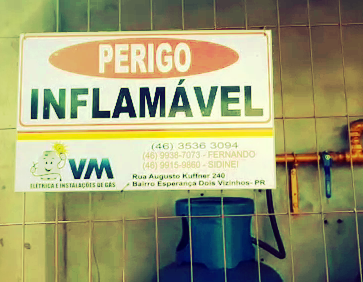 PERIGO
INFLAMÁVEL
(46) 3536 3094
(46) 9938-7073 - FERNANDO
(46) 9915-8860 - SIDINEI
VM
ELÉTRICA E INSTALAÇÕES DE GÁS
Rua Augusto Kuffner 240
Bairro Esperança Dois Vizinhos- PR